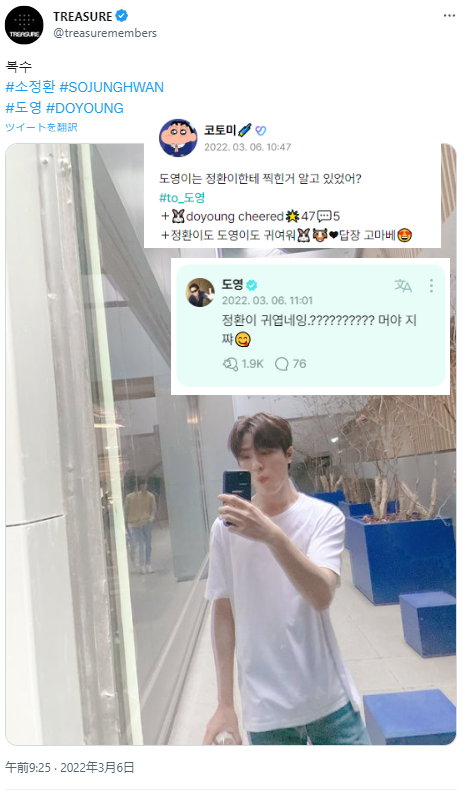 TREASURE
TREASURE
@treasuremembers
복수
#소정환 #SOJUNGHWAN
#도영 #DOYOUNG
ツイートを翻訳
코토미
2022. 03. 06. 10:47
도영이는 정환이한테 찍힌거 알고 있었어?
#to_도영
+🐰doyoung cheered🌟47💬5
+정환이도 도영이도 귀여워🐰🐯❤답장 고마베🥰
도영
2022. 03. 06. 11:01
정환이 귀엽네잉.?????????? 머야 지
쨔😋
1.9K 76
午前9:25 · 2022年3月6日